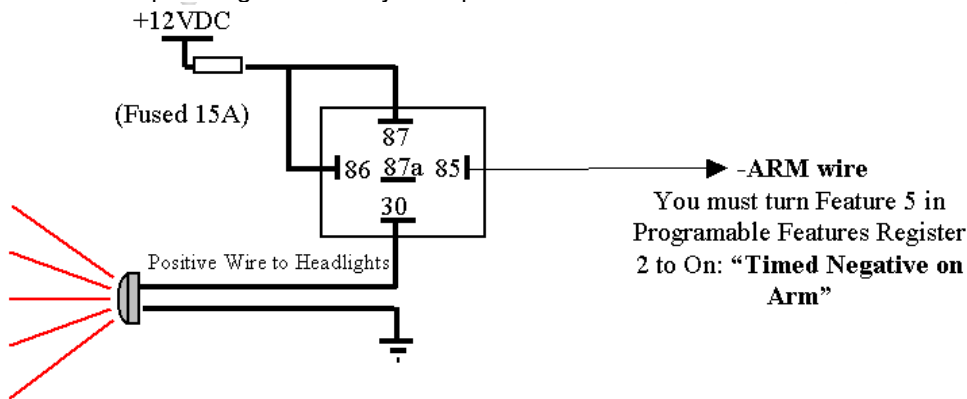 +12VDC
(Fused 15A)
87
86 87a 85
30
-ARM wire
You must turn Feature 5 in
Programable Features Register
2 to On: “Timed Negative on
Arm”
Positive Wire to Headlights